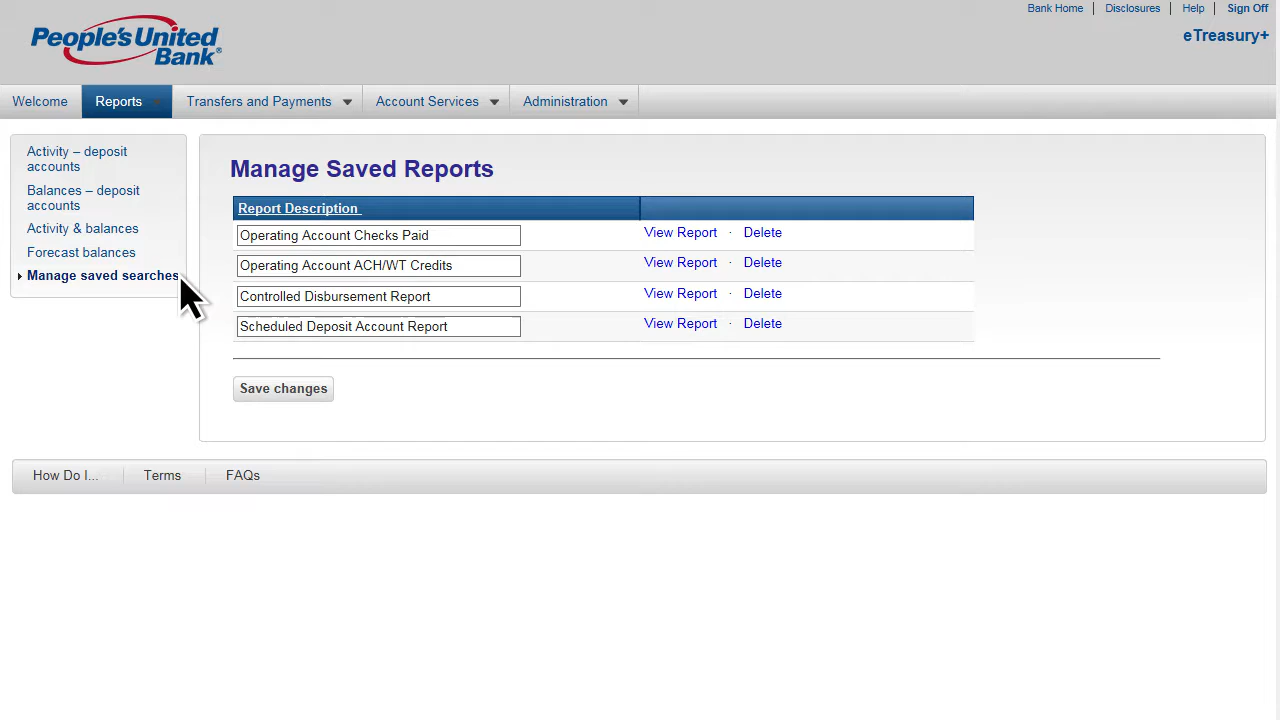 Bank Home
Disclosures
Help
Sign Off
People's United
Bank®
eTreasury+
Welcome
Reports
Transfers and Payments
Account Services
Administration
Activity – deposit
accounts
Balances – deposit
accounts
Activity & balances
Forecast balances
Manage saved searches
Manage Saved Reports
Report Description
Operating Account Checks Paid
View Report · Delete
Operating Account ACH/WT Credits
View Report · Delete
Controlled Disbursement Report
View Report · Delete
Scheduled Deposit Account Report
View Report · Delete
Save changes
How Do I...
Terms
FAQs